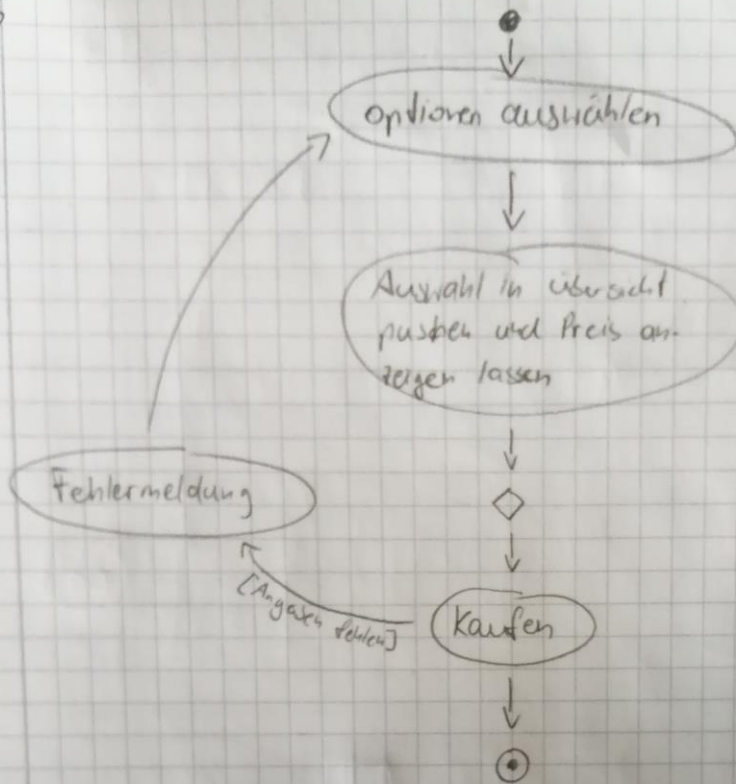 Optionen auswählen
Auswahl in übersicht
pushen und Preis an-
zeigen lassen
Fehlermeldung
[Angaben fehlen]
Kaufen